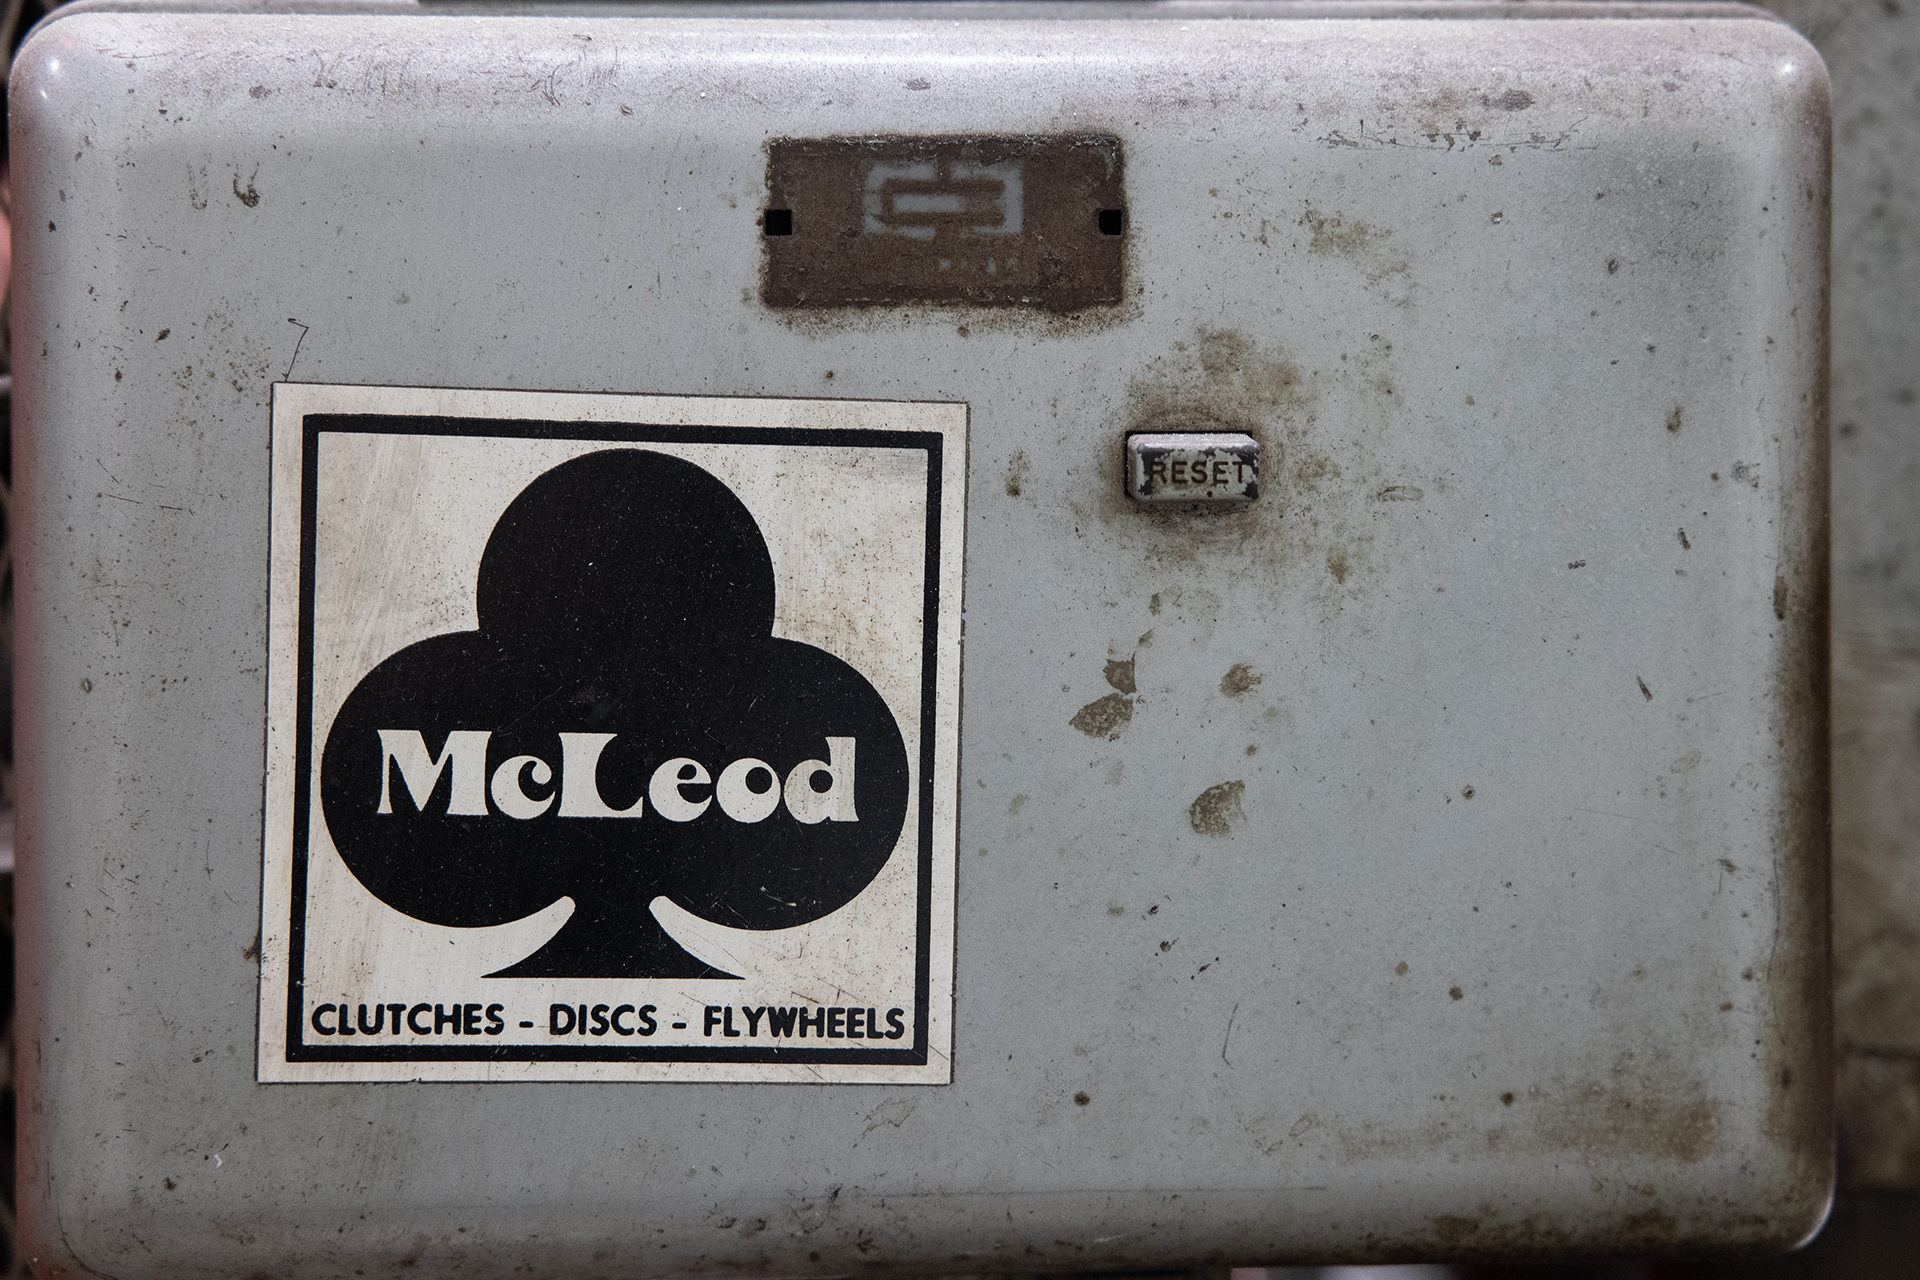 RESET
McLeod
CLUTCHES - DISCS - FLYWHEELS